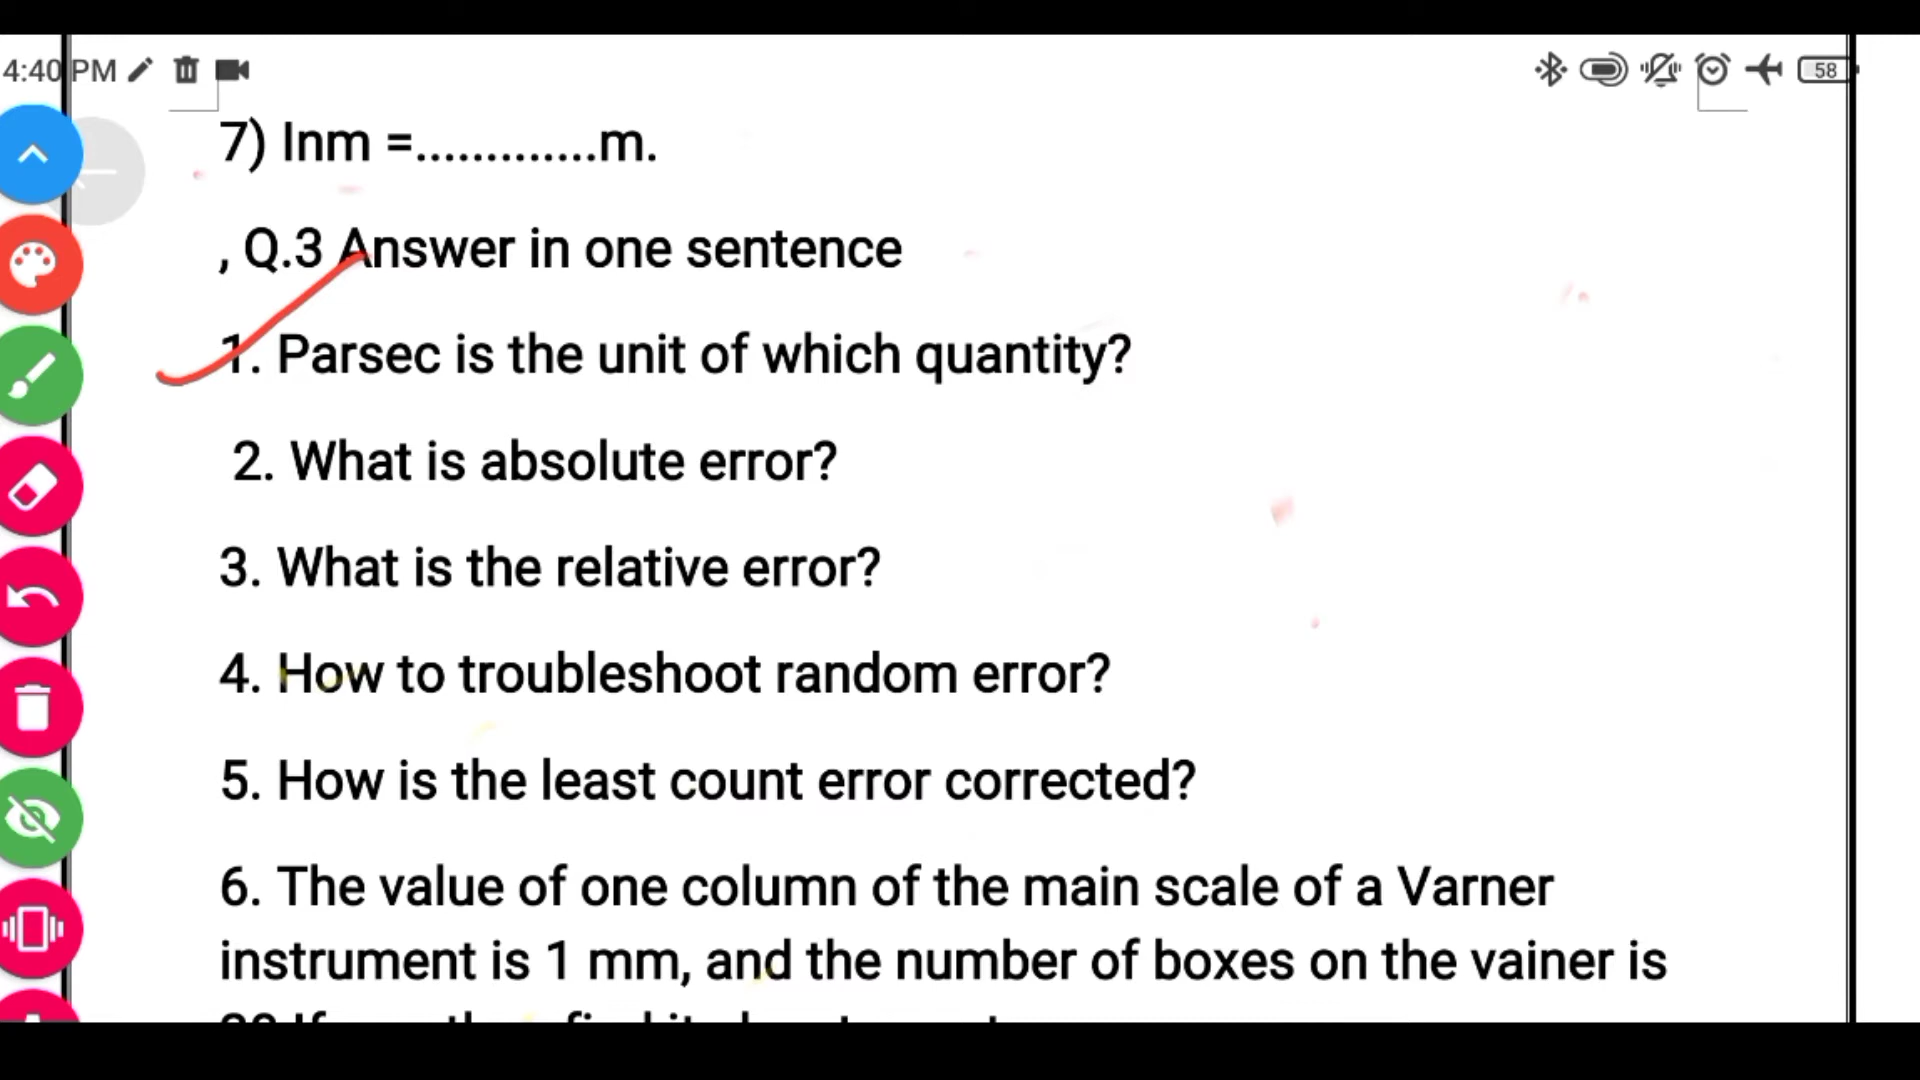 4:40 PM
58
7) Inm =.............m.
, Q.3 Answer in one sentence
1. Parsec is the unit of which quantity?
2. What is absolute error?
3. What is the relative error?
4. How to troubleshoot random error?
5. How is the least count error corrected?
6. The value of one column of the main scale of a Varner
instrument is 1 mm, and the number of boxes on the vainer is